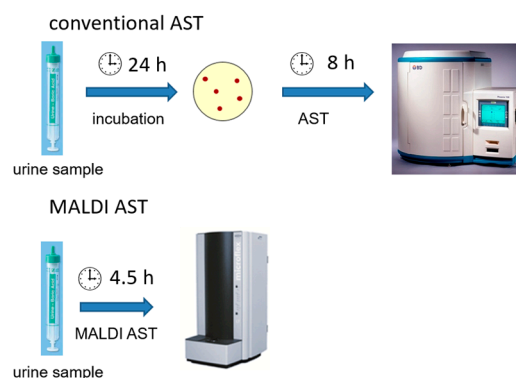 conventional AST
24 h
8 h
incubation
AST
urine sample
MALDI AST
4.5 h
MALDI AST
urine sample